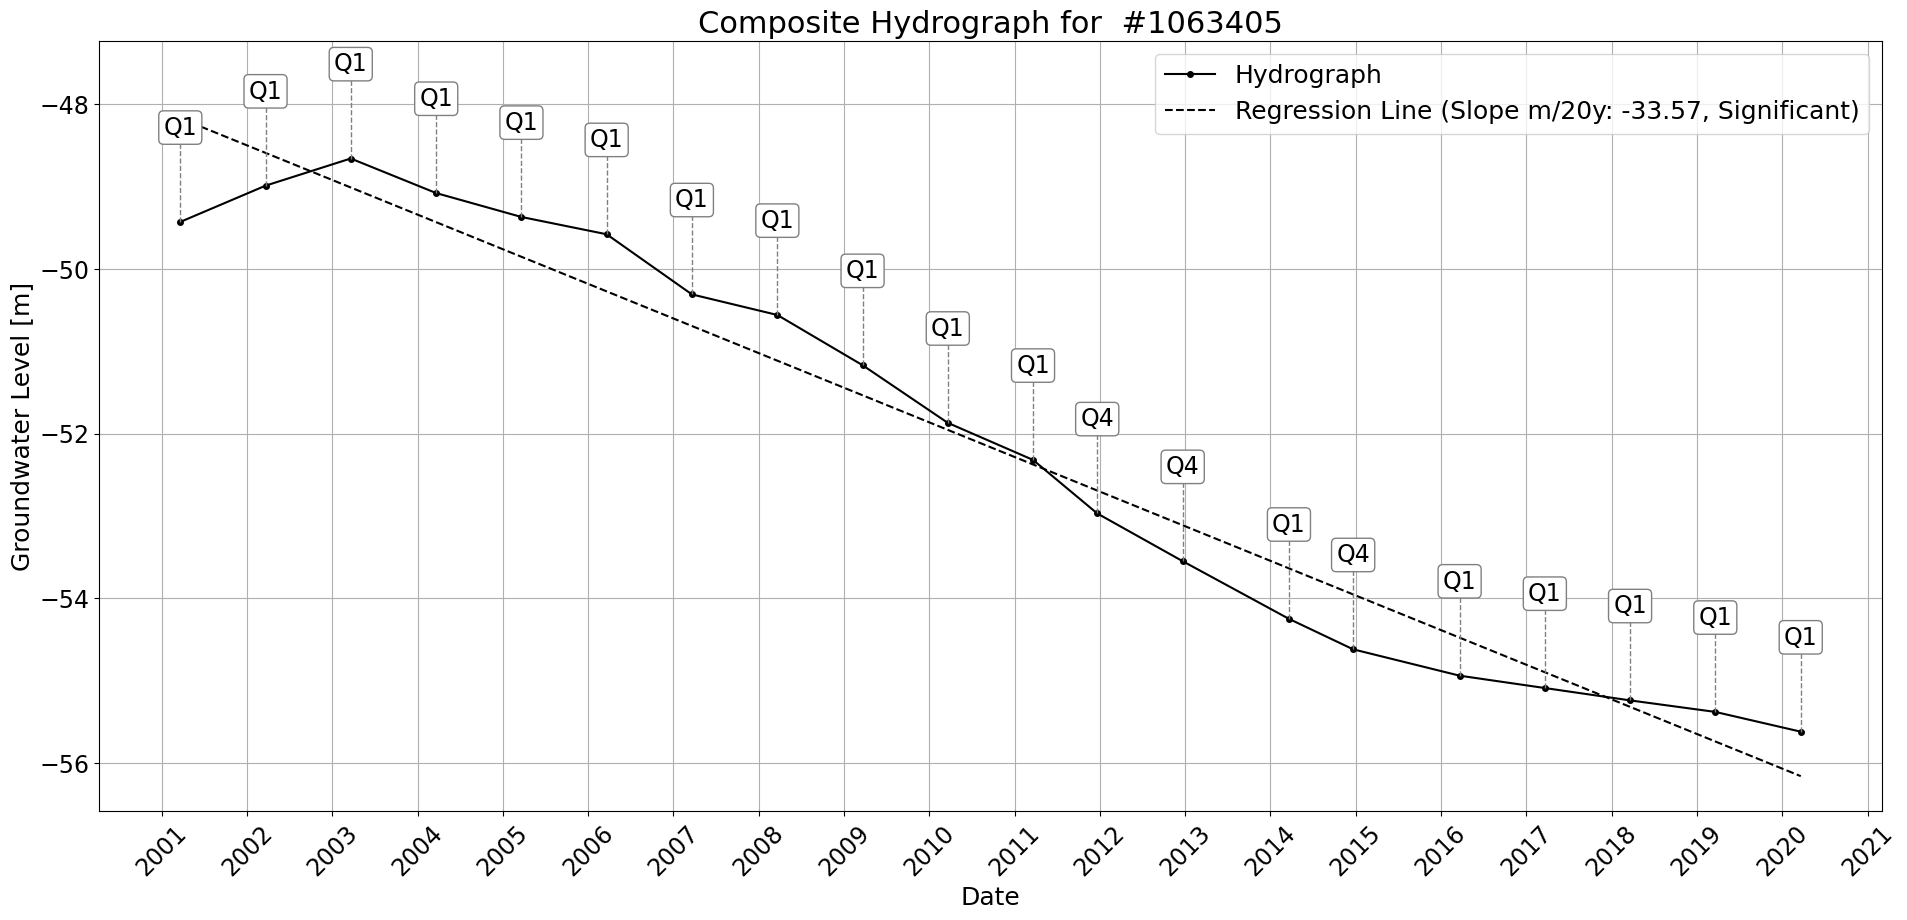 Composite Hydrograph for  #1063405
Hydrograph
Regression Line (Slope m/20y: -33.57, Significant)
Groundwater Level [m]
−48
−50
−52
−54
−56
Q1
Q1
Q1
Q1
Q1
Q1
Q1
Q1
Q1
Q1
Q1
Q4
Q4
Q1
Q4
Q1
Q1
Q1
Q1
Q1
2001
2002
2003
2004
2005
2006
2007
2008
2009
2010
2011
2012
2013
2014
2015
2016
2017
2018
2019
2020
2021
Date